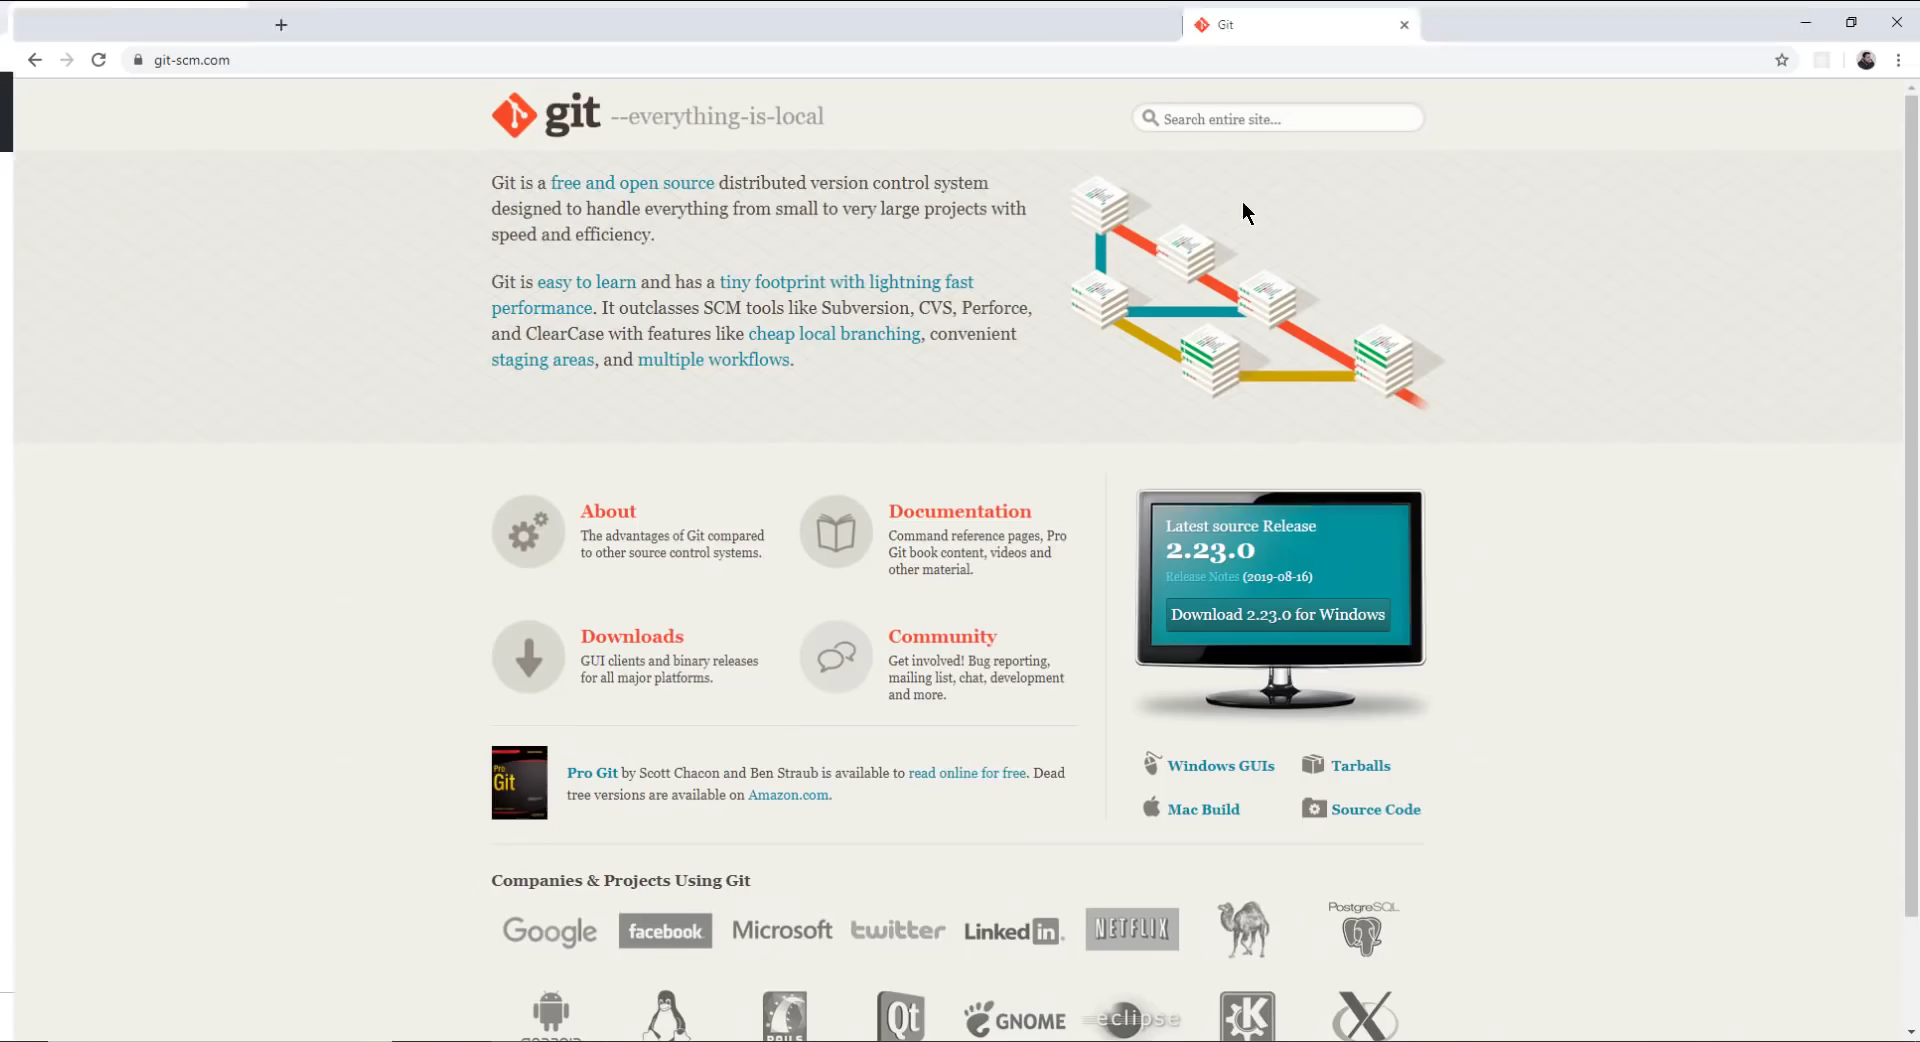 Git
git-scm.com
git --everything-is-local
Search entire site...
Git is a free and open source distributed version control system
designed to handle everything from small to very large projects with
speed and efficiency.
Git is easy to learn and has a tiny footprint with lightning fast
performance. It outclasses SCM tools like Subversion, CVS, Perforce,
and ClearCase with features like cheap local branching, convenient
staging areas, and multiple workflows.
About
The advantages of Git compared
to other source control systems.
Documentation
Command reference pages, Pro
Git book content, videos and
other material.
Downloads
GUI clients and binary releases
for all major platforms.
Community
Get involved! Bug reporting,
mailing list, chat, development
and more.
Latest source Release
2.23.0
Release Notes (2019-08-16)
Download 2.23.0 for Windows
Windows GUIs
Tarballs
Mac Build
Source Code
Pro
Git
Pro Git by Scott Chacon and Ben Straub is available to read online for free. Dead
tree versions are available on Amazon.com.
Companies & Projects Using Git
Google facebook Microsoft twitter Linked in NETFLIX PostgreSQL
Qt GNOME eclipse K X